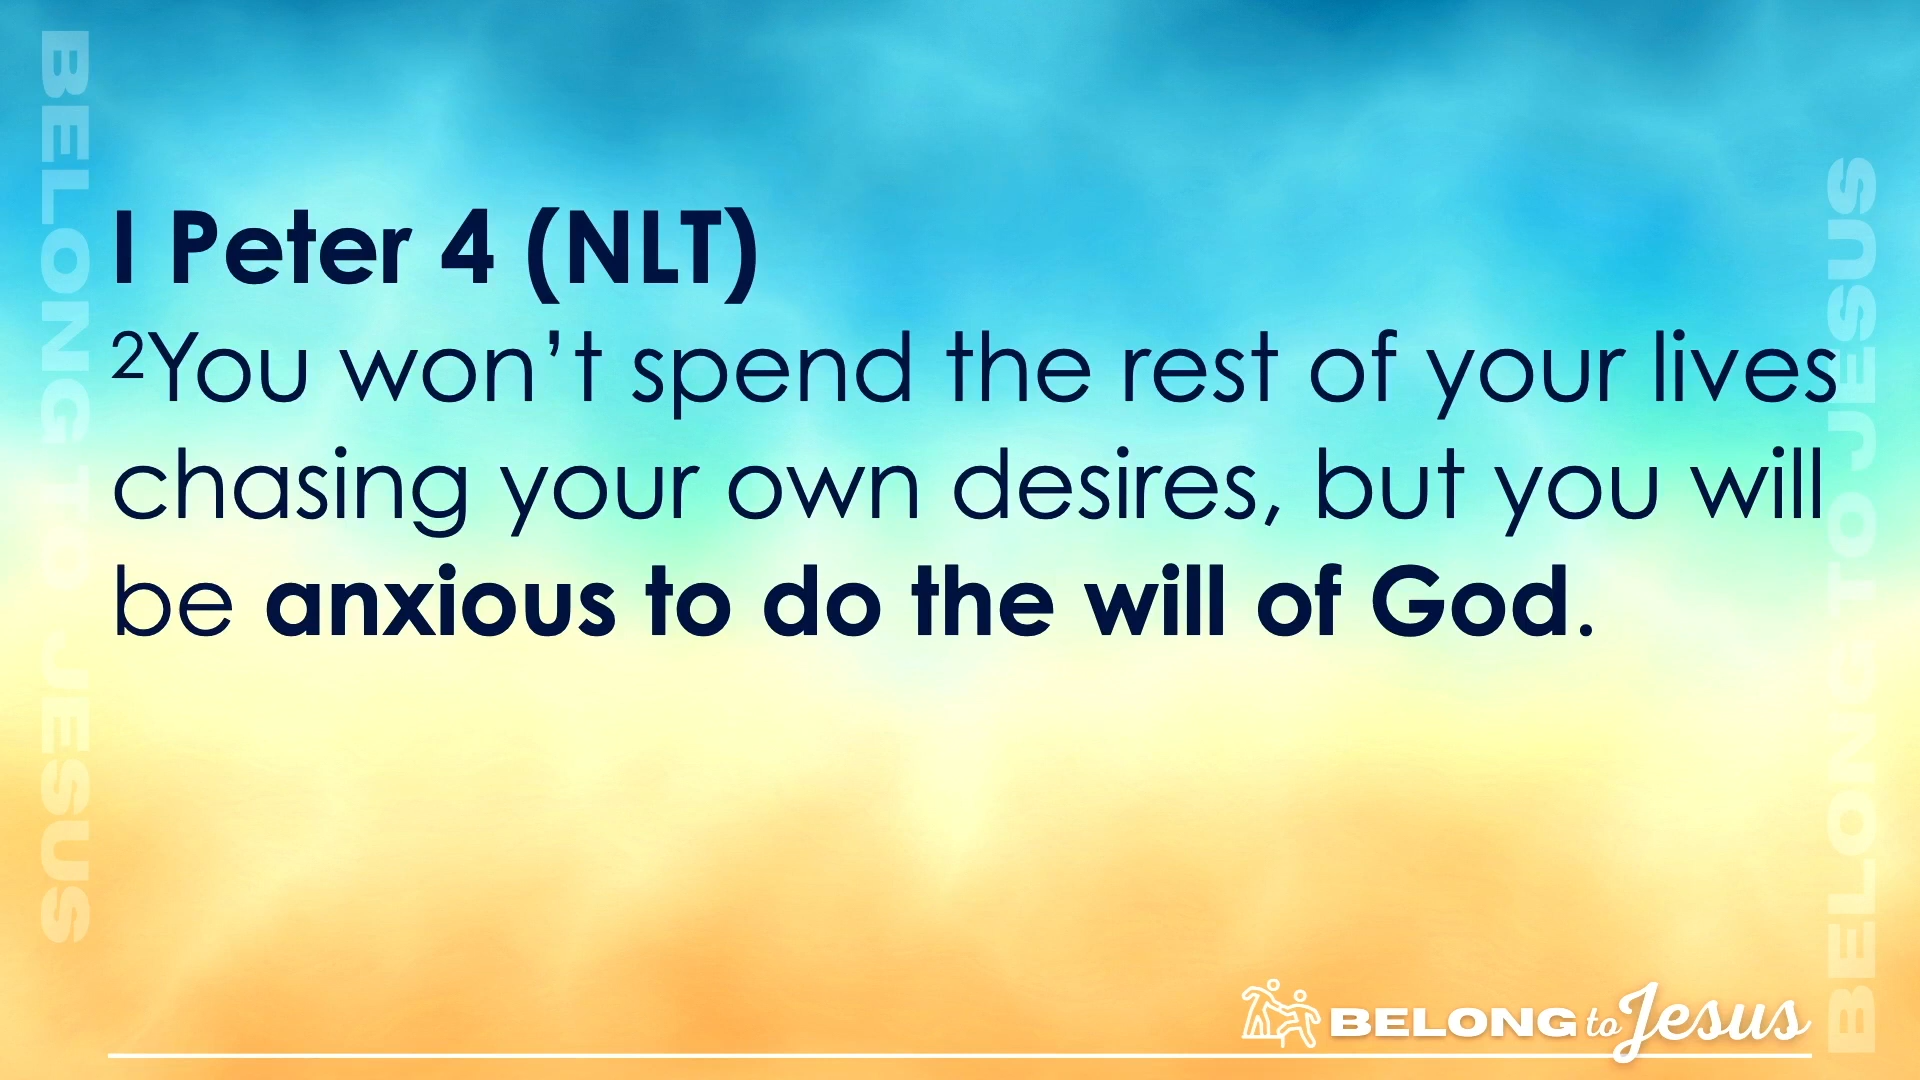 I Peter 4 (NLT)
²You won’t spend the rest of your lives
chasing your own desires, but you will
be anxious to do the will of God.
BELONG TO JESUS
BELONG TO JESUS
BELONG to Jesus